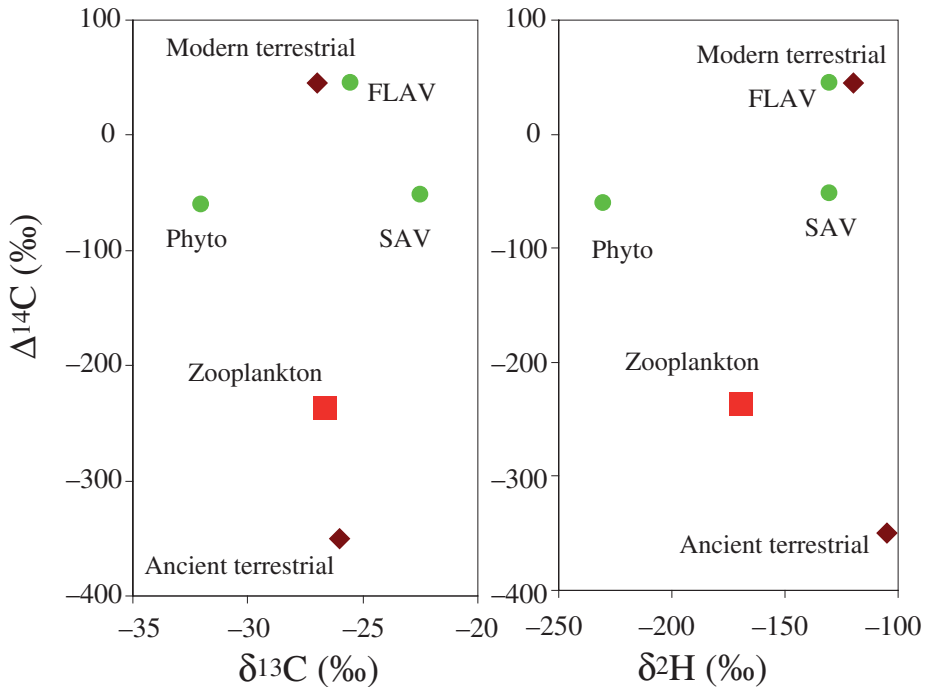 Δ14C (‰)
100
0
−100
−200
−300
−400
Modern terrestrial
FLAV
Phyto
SAV
Zooplankton
Ancient terrestrial
−35
−30
−25
−20
δ13C (‰)
100
0
−100
−200
−300
−400
Modern terrestrial
FLAV
Phyto
SAV
Zooplankton
Ancient terrestrial
−250
−200
−150
−100
δ2H (‰)